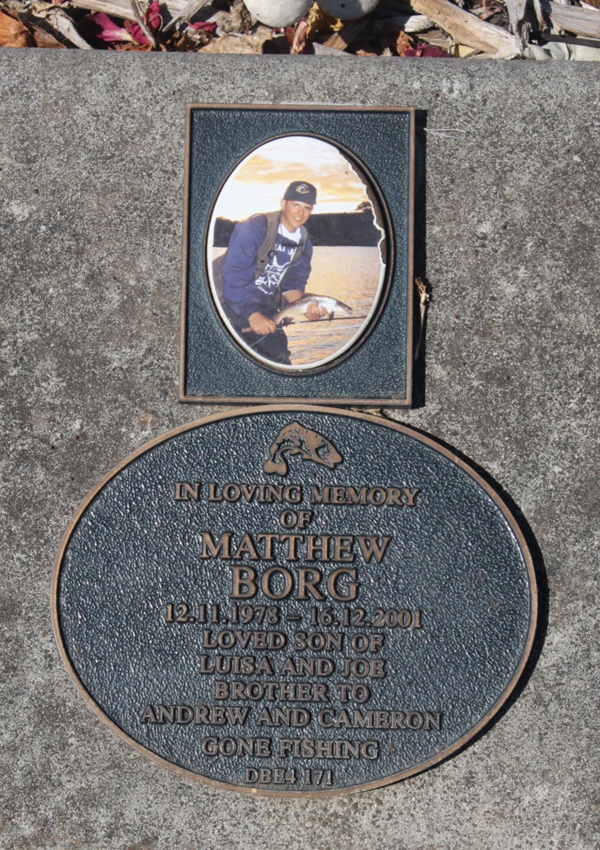 IN LOVING MEMORY
OF
MATTHEW
BORG
12.11.1978 – 16.12.2001
LOVED SON OF
LUISA AND JOE
BROTHER TO
ANDREW AND CAMERON
GONE FISHING
DBE4 171